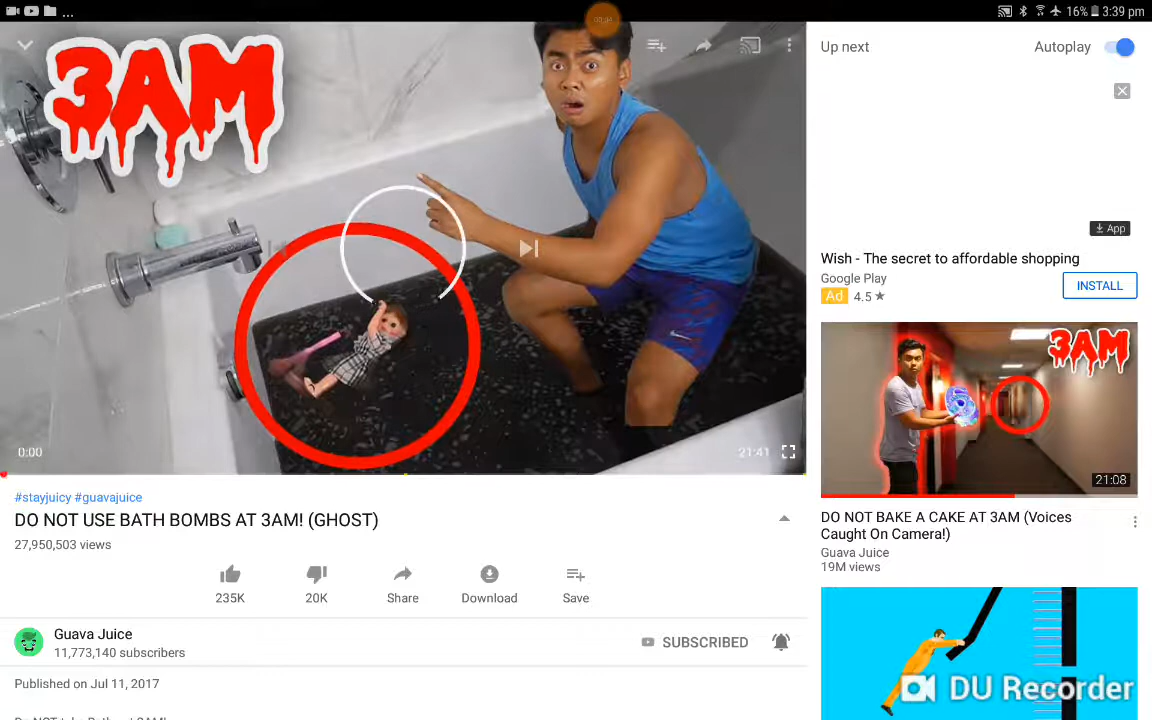 ...
16% 3:39 pm
3AM
0:00
21:41
#stayjuicy #guavajuice
DO NOT USE BATH BOMBS AT 3AM! (GHOST)
27,950,503 views
235K
20K
Share
Download
Save
Guava Juice
11,773,140 subscribers
SUBSCRIBED
Published on Jul 11, 2017
Up next
Autoplay
App
Wish - The secret to affordable shopping
Google Play
Ad 4.5 ★
INSTALL
3AM
21:08
DO NOT BAKE A CAKE AT 3AM (Voices
Caught On Camera!)
Guava Juice
19M views
DU Recorder